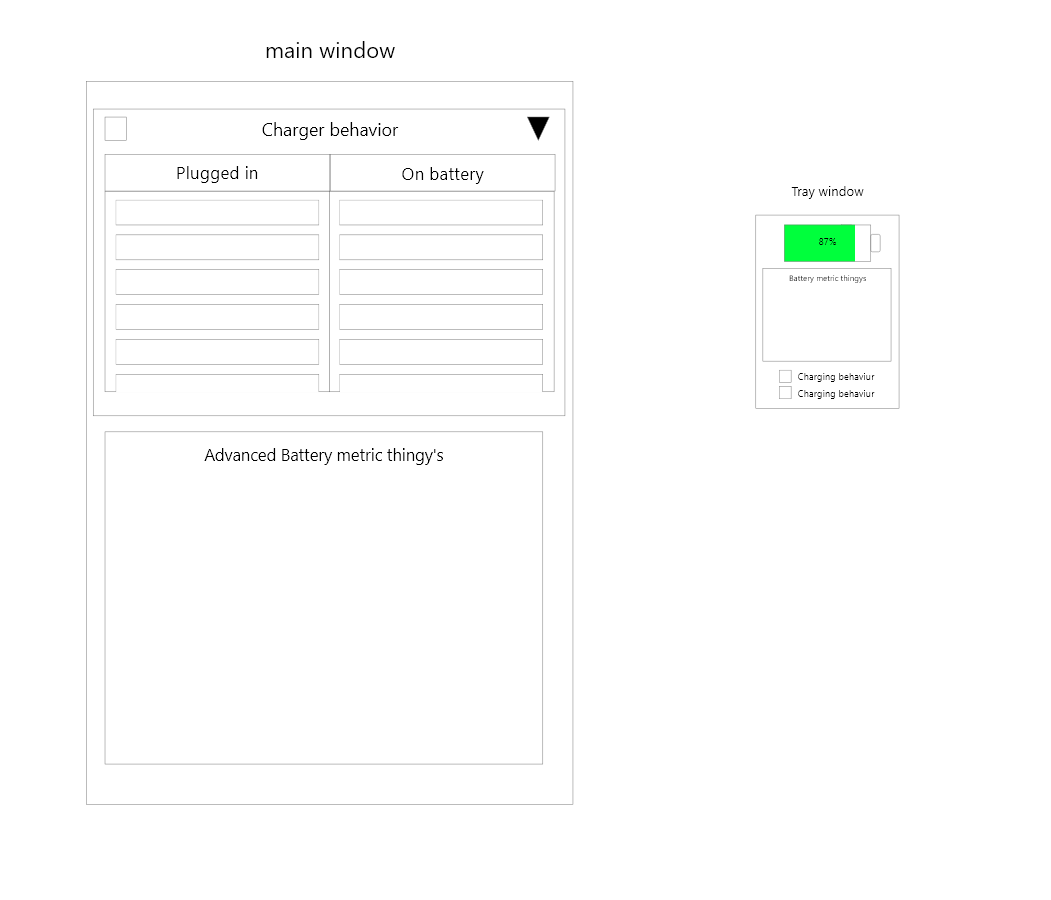 main window
Charger behavior
Plugged in
On battery
Advanced Battery metric thingy's
Tray window
87%
Battery metric thingys
Charging behaviur
Charging behaviur